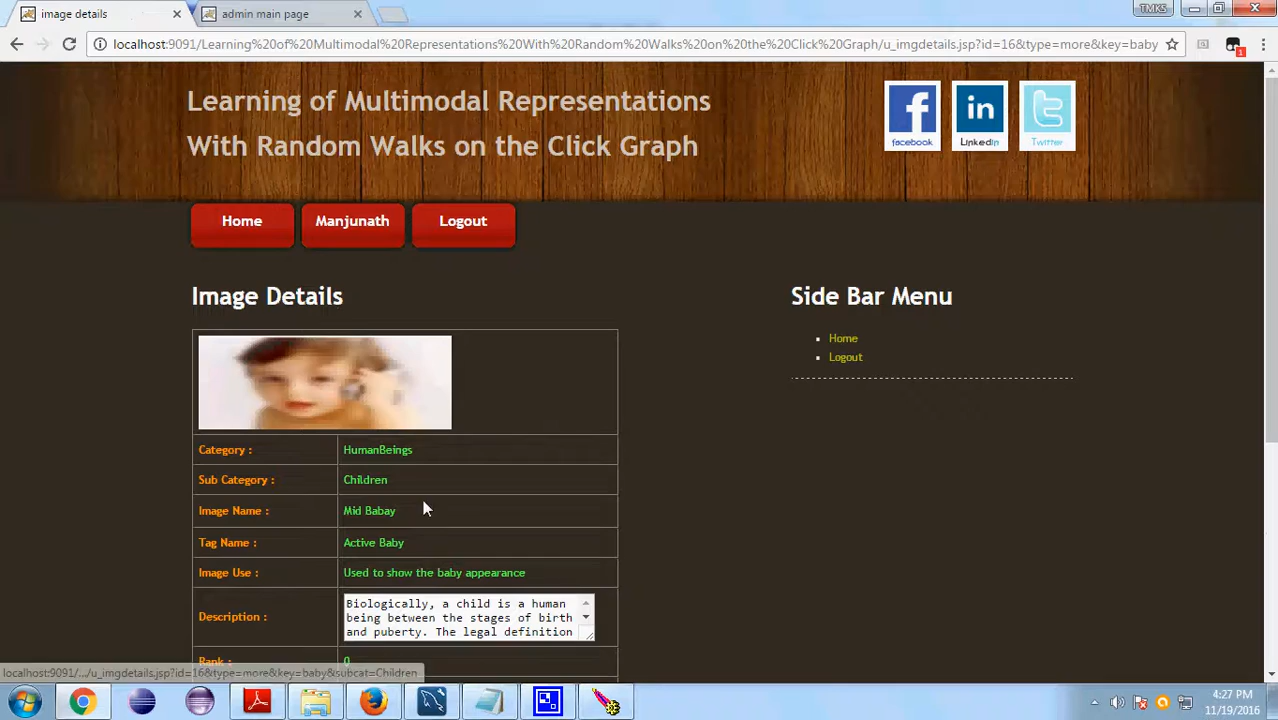 image details
admin main page
TMKS
localhost:9091/Learning%20of%20Multimodal%20Representations%20With%20Random%20Walks%20on%20the%20Click%20Graph/u_imgdetails.jsp?id=16&type=more&key=baby
1
Learning of Multimodal Representations
With Random Walks on the Click Graph
facebook
LinkedIn
Twitter
Home
Manjunath
Logout
Image Details
Side Bar Menu
Home
Logout
Category :
HumanBeings
Sub Category :
Children
Image Name :
Mid Babay
Tag Name :
Active Baby
Image Use :
Used to show the baby appearance
Description :
Biologically, a child is a human
being between the stages of birth
and puberty. The legal definition
Rank :
0
localhost:9091/.../u_imgdetails.jsp?id=16&type=more&key=baby&subcat=Children
4:27 PM
11/19/2016